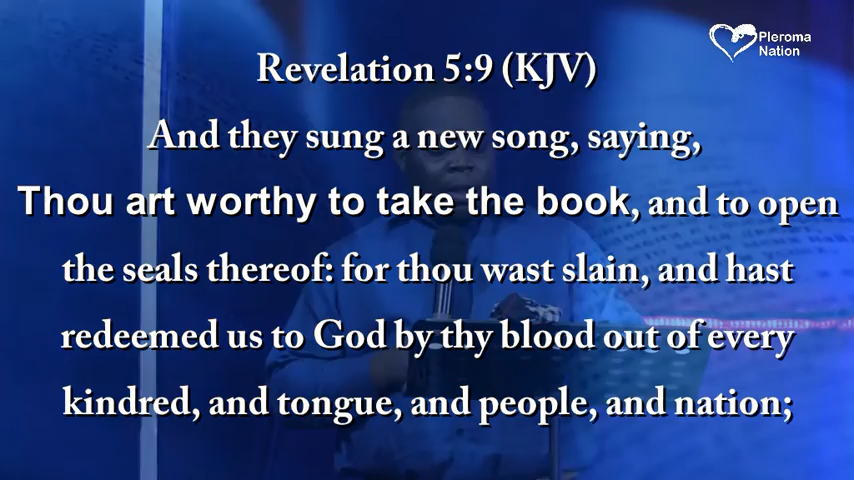 Pleroma
Nation
Revelation 5:9 (KJV)
And they sung a new song, saying,
Thou art worthy to take the book, and to open
the seals thereof: for thou wast slain, and hast
redeemed us to God by thy blood out of every
kindred, and tongue, and people, and nation;